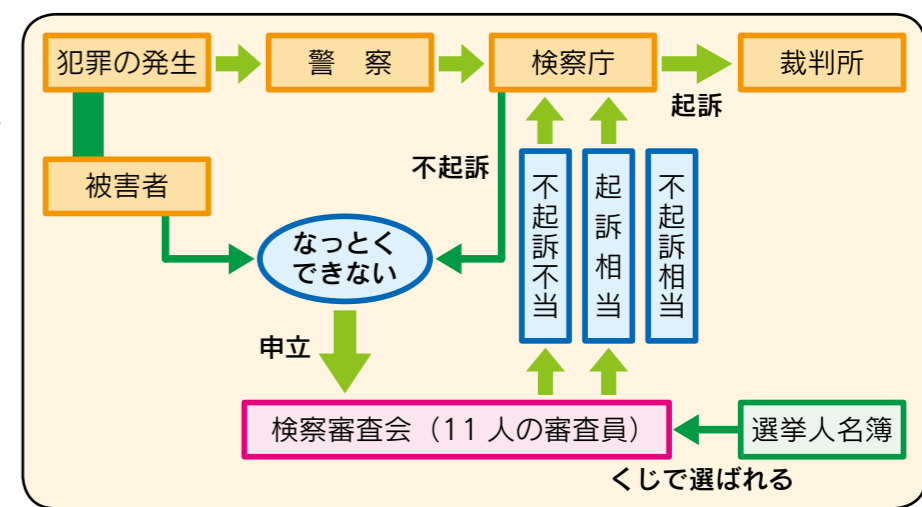 犯罪の発生
警　察
検察庁
裁判所
起訴
不起訴
被害者
なっとく
できない
不起訴不当
起訴相当
不起訴相当
申立
検察審査会（11 人の審査員）
選挙人名簿
くじで選ばれる